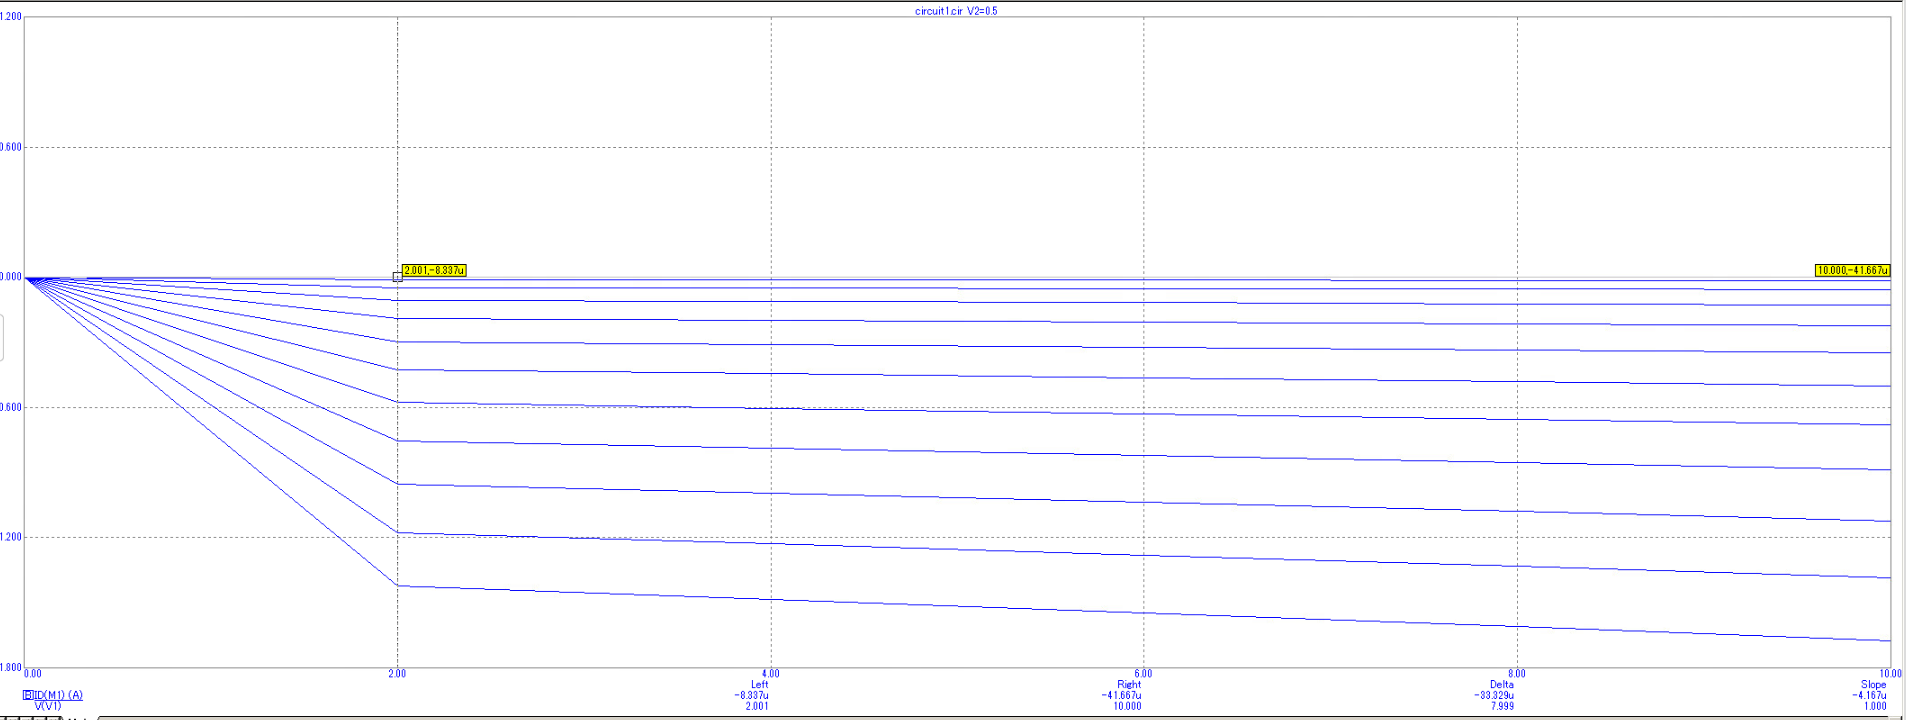 circuit1.cir V2=0.5
1.200
0.600
0.000
2.001,-8.337u
10.000,-41.667u
0.600
1.200
1.800
0.00 2.00 4.00 6.00 8.00 10.00
Left Right Delta Slope
ID(M1) (A) -8.337u -41.667u -33.329u -4.167u
V(V1) 2.001 10.000 7.999 1.000